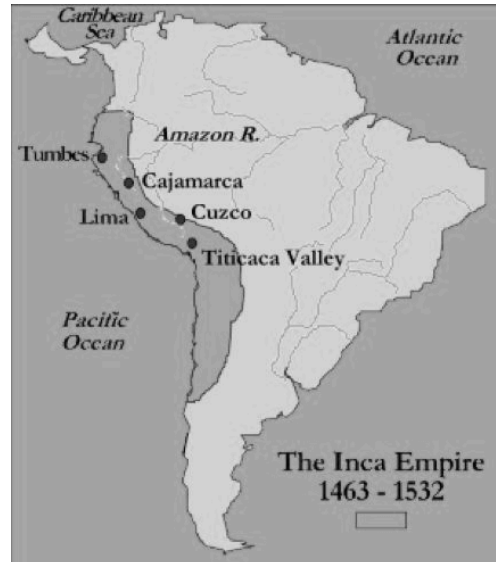 Caribbean
Sea
Atlantic
Ocean
Amazon R.
Tumbes
Cajamarca
Lima
Cuzco
Titicaca Valley
Pacific
Ocean
The Inca Empire
1463 - 1532